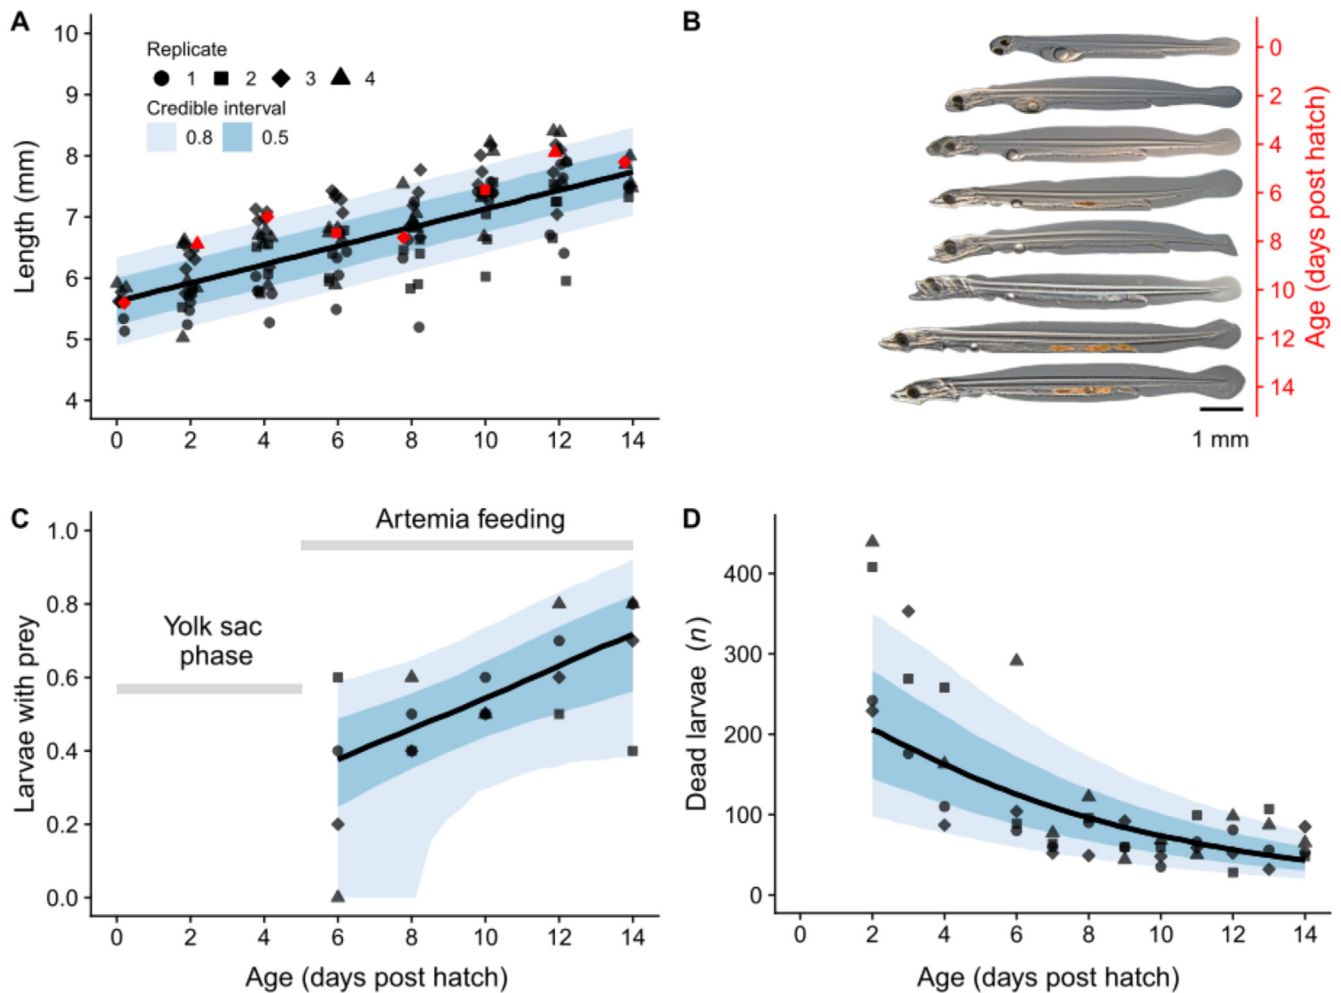 A
10
9
8
7
6
5
4
Length (mm)
Replicate
1 2 3 4
Credible interval
0.8 0.5
0 2 4 6 8 10 12 14
B
0
2
4
6
8
10
12
14
Age (days post hatch)
1 mm
C
1.0
0.8
0.6
0.4
0.2
0.0
Larvae with prey
Artemia feeding
Yolk sac
phase
0 2 4 6 8 10 12 14
Age (days post hatch)
D
400
300
200
100
0
Dead larvae (n)
0 2 4 6 8 10 12 14
Age (days post hatch)